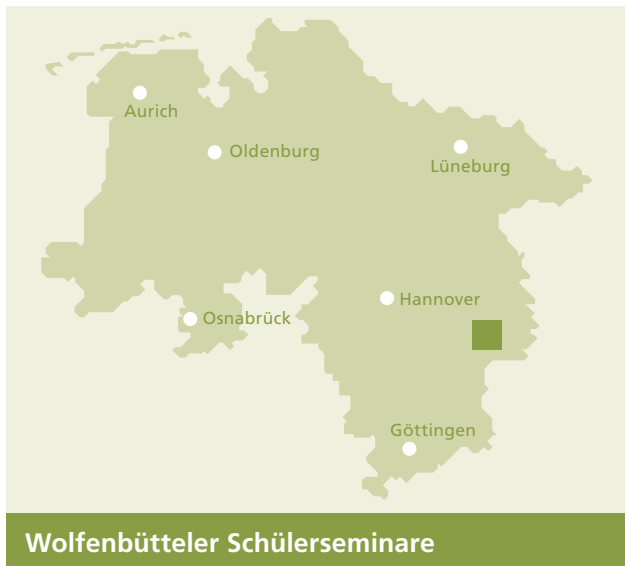 Aurich
Oldenburg
Lüneburg
Hannover
Osnabrück
Göttingen
Wolfenbütteler Schülerseminare